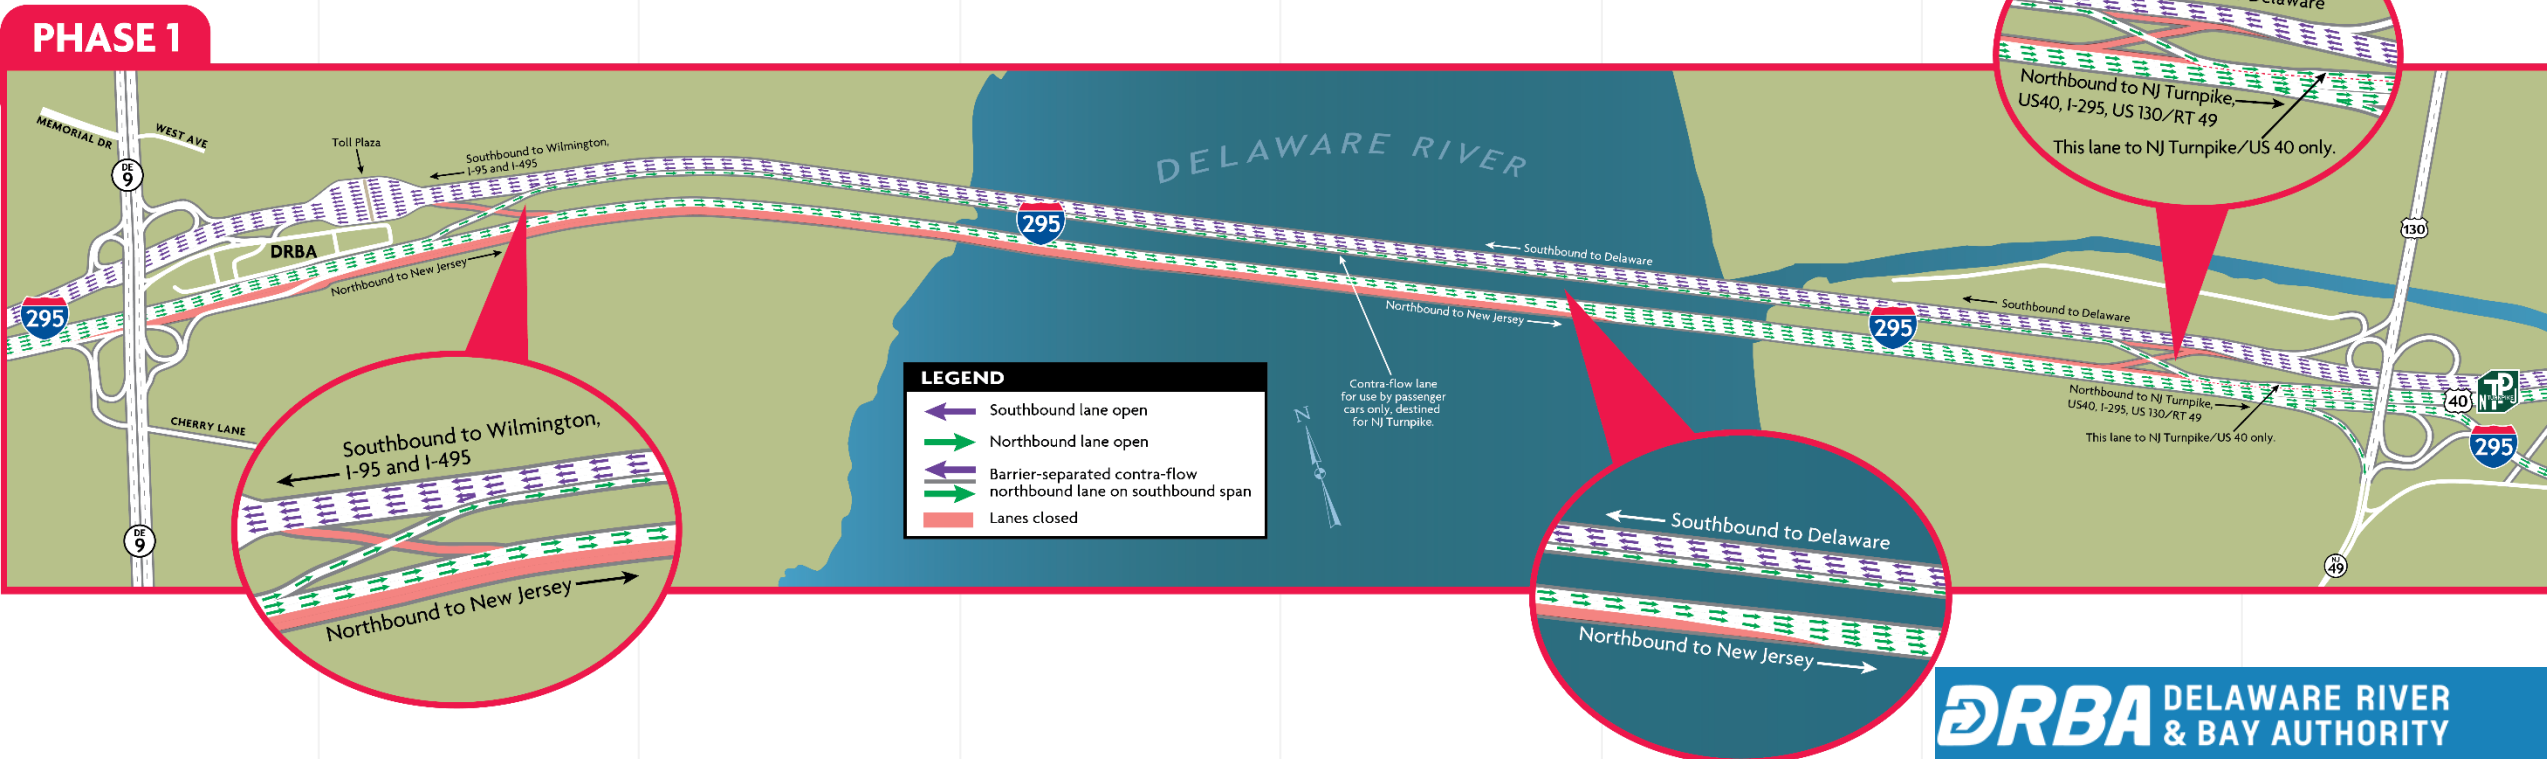 PHASE 1
Delaware
Northbound to NJ Turnpike,
US40, I-295, US 130/RT 49
This lane to NJ Turnpike/US 40 only.
MEMORIAL DR
WEST AVE
DE
9
Toll Plaza
Southbound to Wilmington,
I-95 and I-495
DELAWARE RIVER
295
DRBA
Northbound to New Jersey
295
Southbound to Delaware
130
Southbound to Delaware
295
Northbound to New Jersey
Contra-flow lane
for use by passenger
cars only, destined
for NJ Turnpike.
N
Northbound to NJ Turnpike,
US40, I-295, US 130/RT 49
This lane to NJ Turnpike/US 40 only.
40
NJ
TP
TURNPIKE
295
NJ
49
CHERRY LANE
DE
9
Southbound to Wilmington,
I-95 and I-495
Northbound to New Jersey
LEGEND
Southbound lane open
Northbound lane open
Barrier-separated contra-flow
northbound lane on southbound span
Lanes closed
Southbound to Delaware
Northbound to New Jersey
DRBA
DELAWARE RIVER
& BAY AUTHORITY